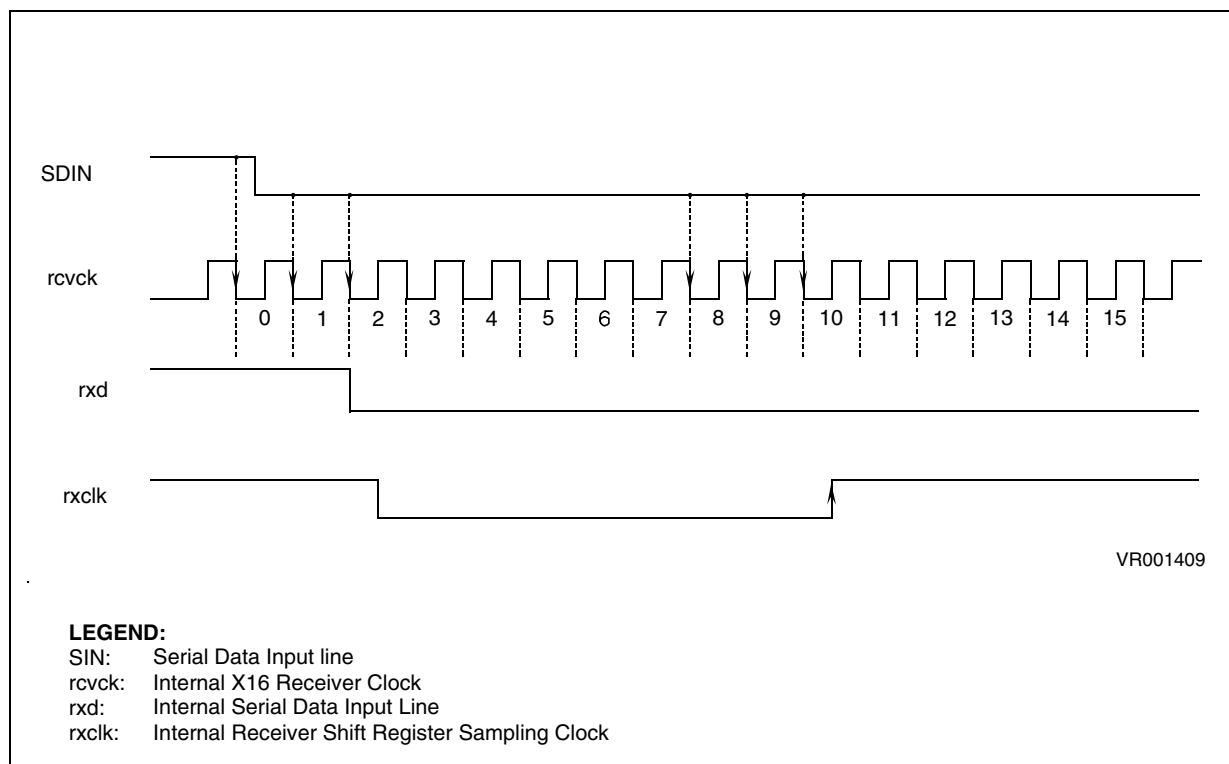 SDIN
rcvck
0 1 2 3 4 5 6 7 8 9 10 11 12 13 14 15
rxd
rxclk
VR001409
LEGEND:
SIN: Serial Data Input line
rcvck: Internal X16 Receiver Clock
rxd: Internal Serial Data Input Line
rxclk: Internal Receiver Shift Register Sampling Clock